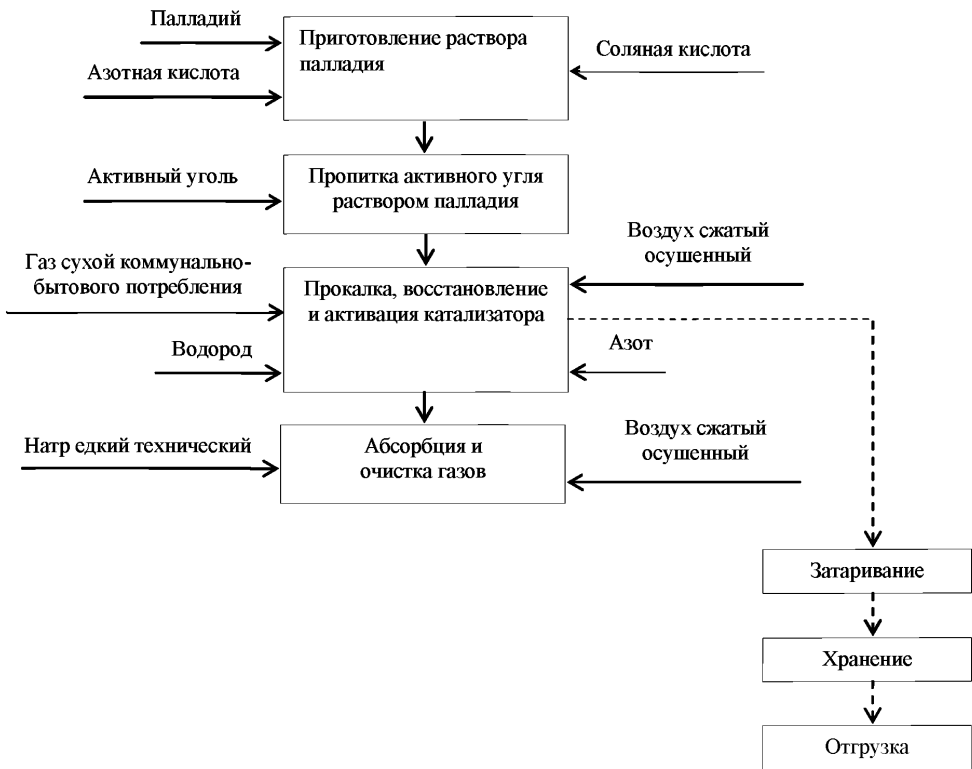 Палладий
Приготовление раствора
палладия
Соляная кислота
Азотная кислота
Активный уголь
Пропитка активного угля
раствором палладия
Воздух сжатый
осушенный
Газ сухой коммунально-
бытового потребления
Прокалка, восстановление
и активация катализатора
Водород
Азот
Натр едкий технический
Абсорбция и
очистка газов
Воздух сжатый
осушенный
Затаривание
Хранение
Отгрузка